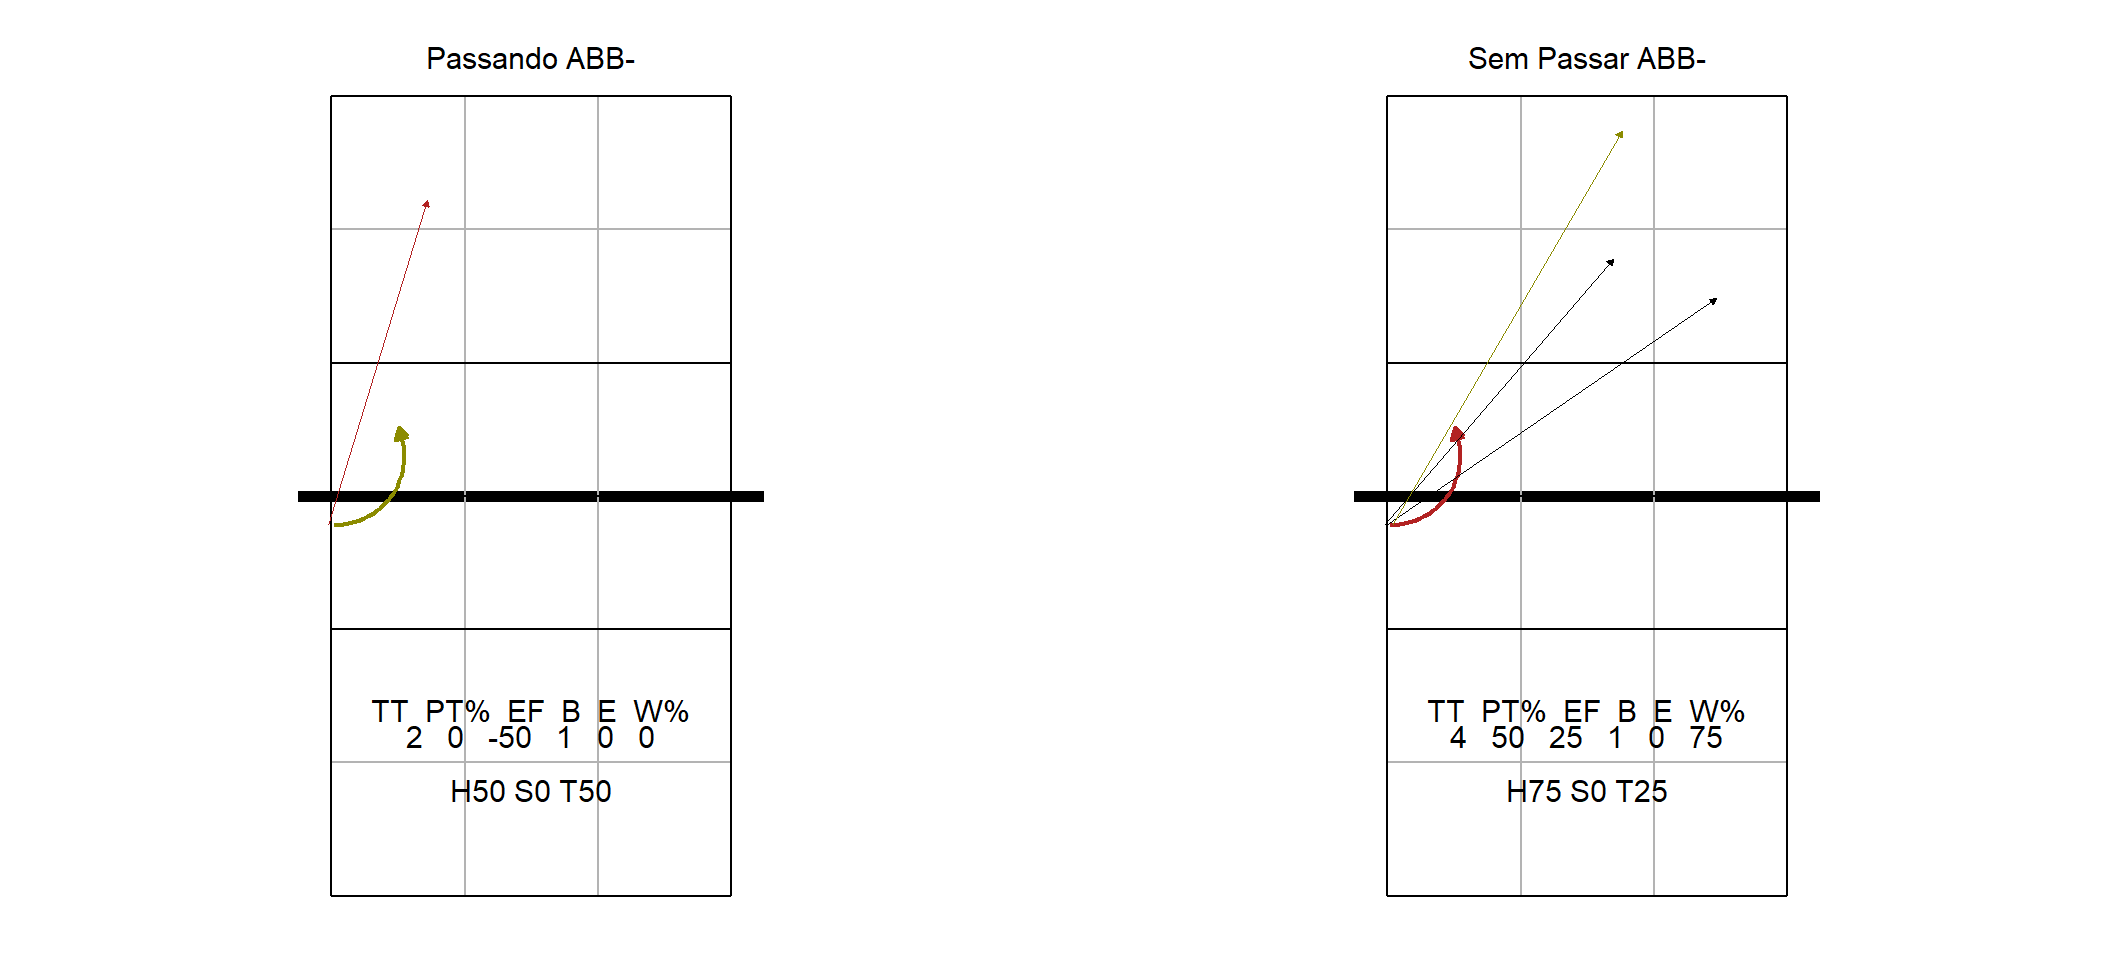 Passando ABB-
TT PT% EF B E W%
2 0 -50 1 0 0
H50 S0 T50
Sem Passar ABB-
TT PT% EF B E W%
4 50 25 1 0 75
H75 S0 T25